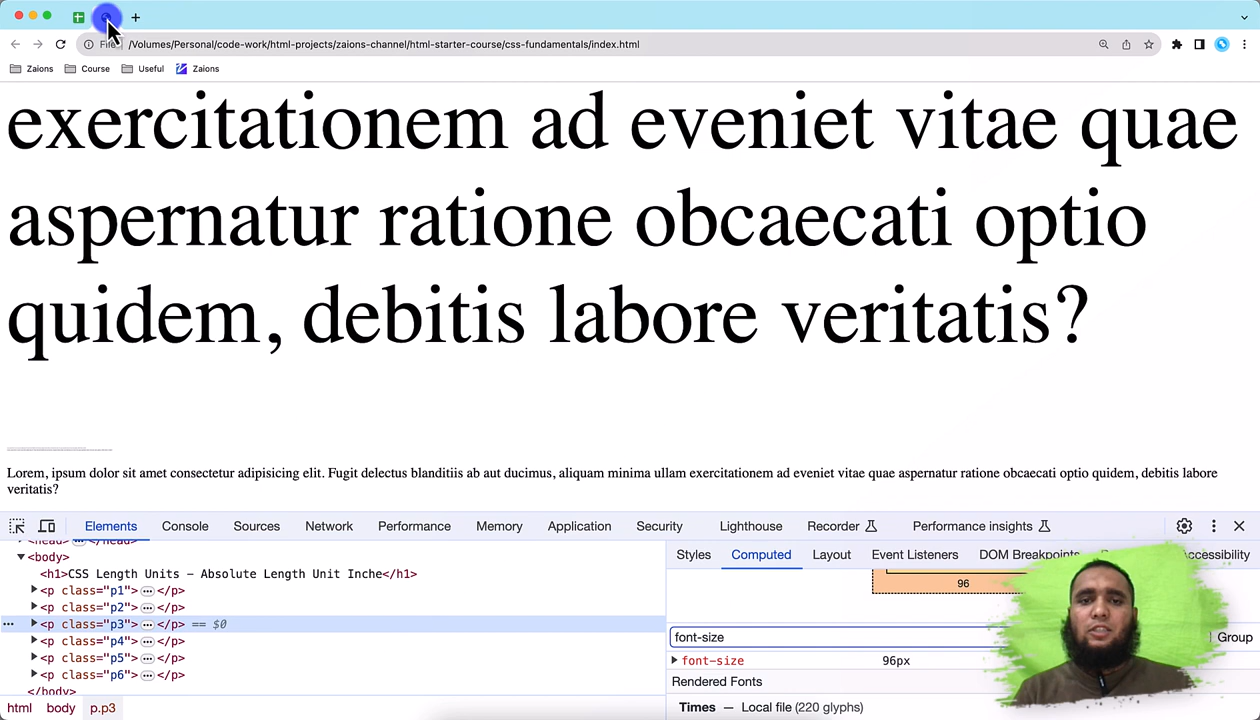 File
/Volumes/Personal/code-work/html-projects/zaions-channel/html-starter-course/css-fundamentals/index.html
Zaions Course Useful Zaions
exercitationem ad eveniet vitae quae
aspernatur ratione obcaecati optio
quidem, debitis labore veritatis?
Lorem, ipsum dolor sit amet consectetur adipisicing elit. Fugit delectus blanditiis ab aut ducimus, aliquam minima ullam exercitationem ad eveniet vitae quae aspernatur ratione obcaecati optio quidem, debitis labore
veritatis?
Elements Console Sources Network Performance Memory Application Security Lighthouse Recorder Performance insights
<head> </head>
<body>
<h1>CSS Length Units – Absolute Length Unit Inche</h1>
<p class="p1"> </p>
<p class="p2"> </p>
<p class="p3"> </p> == $0
<p class="p4"> </p>
<p class="p5"> </p>
<p class="p6"> </p>
</body>
html body p.p3
Styles Computed Layout Event Listeners DOM Breakpoints
96
font-size
Group
font-size 96px
Rendered Fonts
Times — Local file (220 glyphs)